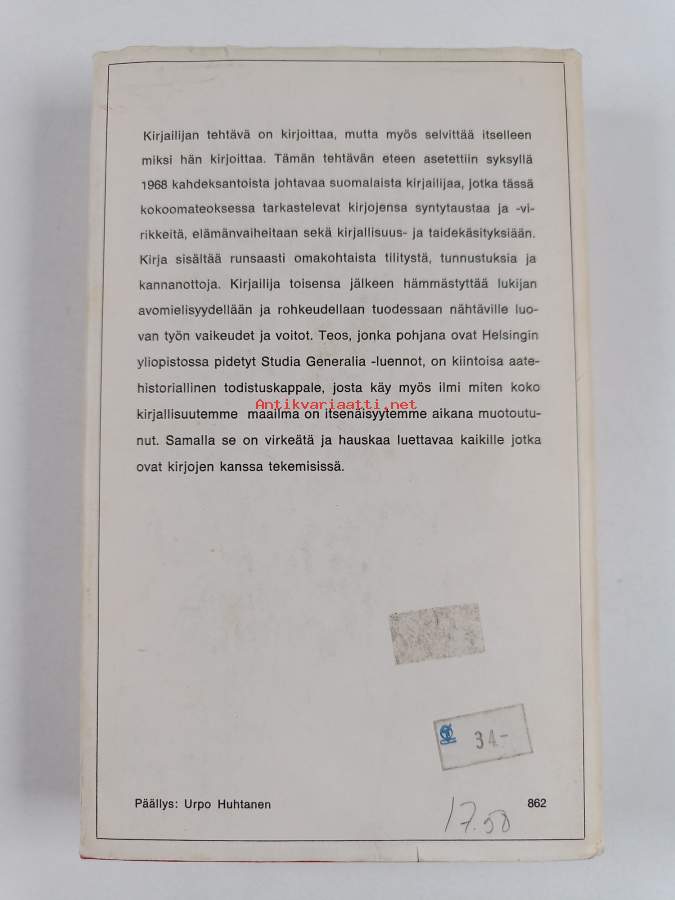 Kirjailijan tehtävä on kirjoittaa, mutta myös selvittää itselleen
miksi hän kirjoittaa. Tämän tehtävän eteen asetettiin syksyllä
1968 kahdeksantoista johtavaa suomalaista kirjailijaa, jotka tässä
kokoomateoksessa tarkastelevat kirjojensa syntytaustaa ja -vi-
rikkeitä, elämänvaiheitaan sekä kirjallisuus- ja taidekäsityksiään.
Kirja sisältää runsaasti omakohtaista tilitystä, tunnustuksia ja
kannanottoja. Kirjailija toisensa jälkeen hämmästyttää lukijan
avomielisyydellään ja rohkeudellaan tuodessaan nähtäville luo-
van työn vaikeudet ja voitot. Teos, jonka pohjana ovat Helsingin
yliopistossa pidetyt Studia Generalia -luennot, on kiintoisa aate-
historiallinen todistuskappale, josta käy myös ilmi miten koko
Antikvariaatti.net
kirjallisuutemme maailma on itsenäisyytemme aikana muotoutu-
nut. Samalla se on virkeätä ja hauskaa luettavaa kaikille jotka
ovat kirjojen kanssa tekemisissä.
34-
Päällys: Urpo Huhtanen
862
17.50